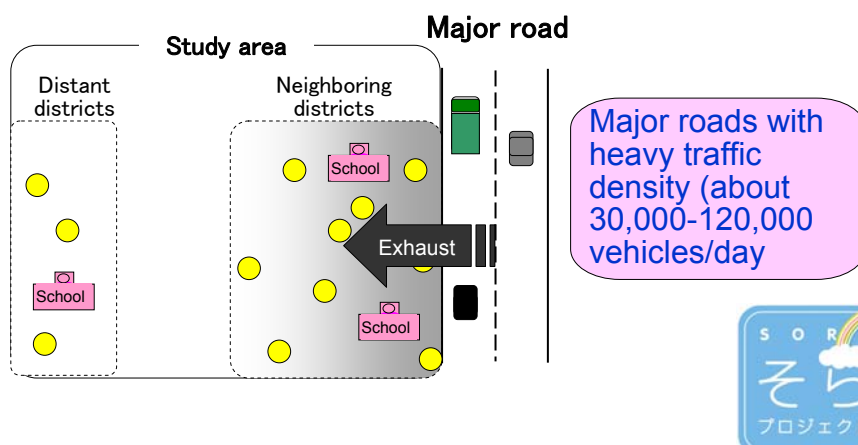 Major road
Study area
Distant
districts
Neighboring
districts
School
School
School
Exhaust
Major roads with
heavy traffic
density (about
30,000-120,000
vehicles/day
S O R
そら
プロジェク